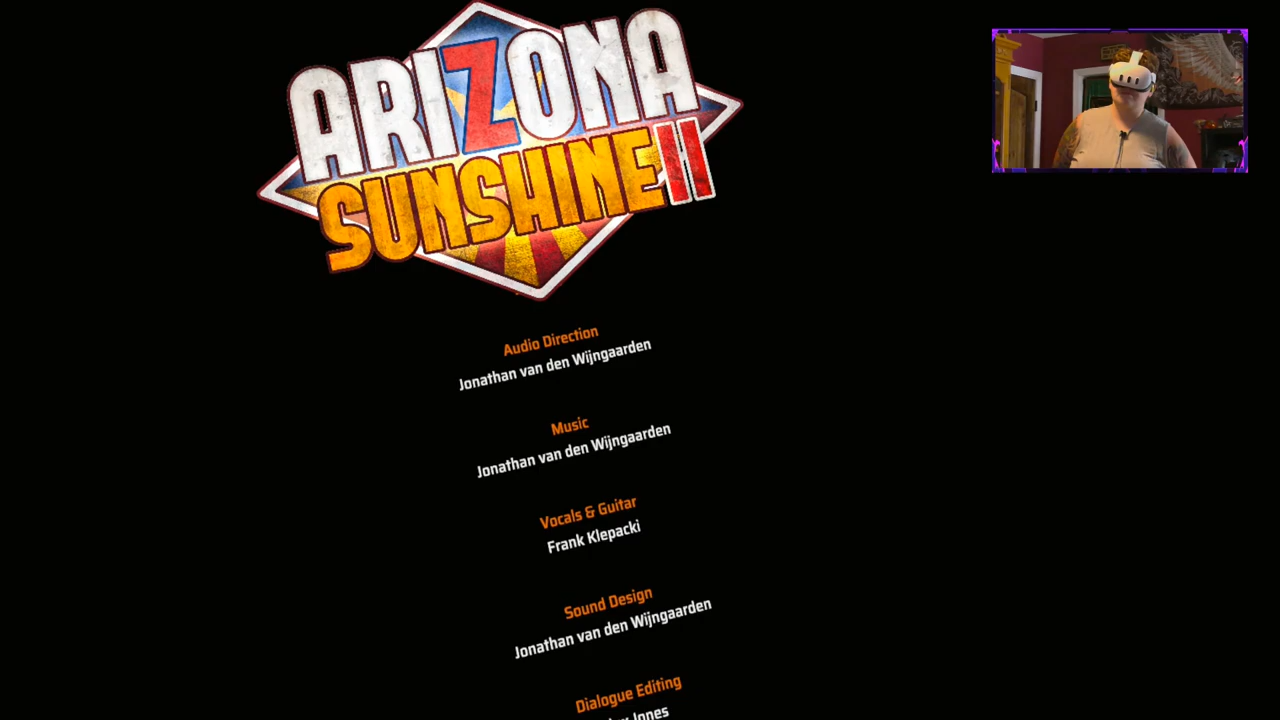 ARIZONA
SUNSHINE II
Audio Direction
Jonathan van den Wijngaarden
Music
Jonathan van den Wijngaarden
Vocals & Guitar
Frank Klepacki
Sound Design
Jonathan van den Wijngaarden
Dialogue Editing
Jones